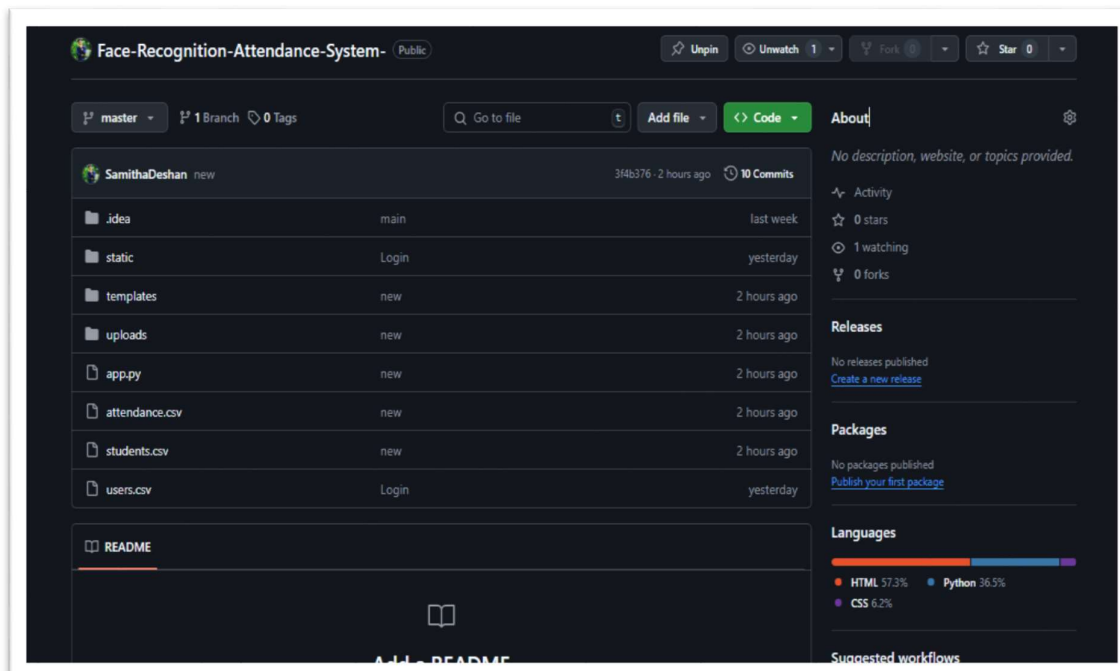 Face-Recognition-Attendance-System- Public
Unpin Unwatch 1 Fork 0 Star 0
master 1 Branch 0 Tags Go to file t Add file <> Code
SamithaDeshan new 3f4b376 · 2 hours ago 10 Commits
.idea main last week
static Login yesterday
templates new 2 hours ago
uploads new 2 hours ago
app.py new 2 hours ago
attendance.csv new 2 hours ago
students.csv new 2 hours ago
users.csv Login yesterday
README
Add a README
About
No description, website, or topics provided.
Activity
0 stars
1 watching
0 forks
Releases
No releases published
Create a new release
Packages
No packages published
Publish your first package
Languages
HTML 57.3% Python 36.5%
CSS 6.2%
Suggested workflows